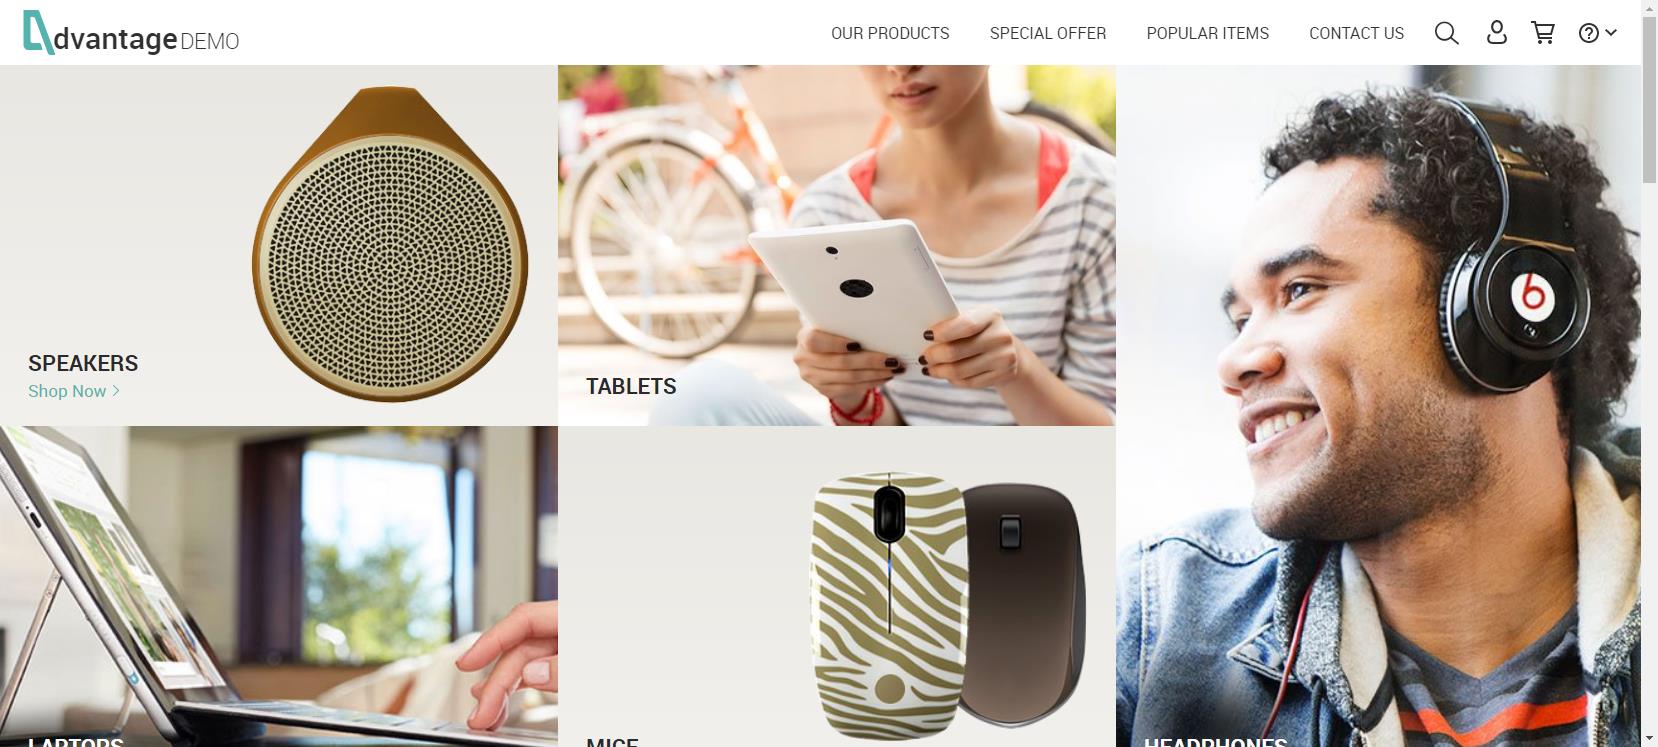 dvantage DEMO
OUR PRODUCTS SPECIAL OFFER POPULAR ITEMS CONTACT US
SPEAKERS
Shop Now
TABLETS
b
LAPTOPS
MICE
HEADPHONES